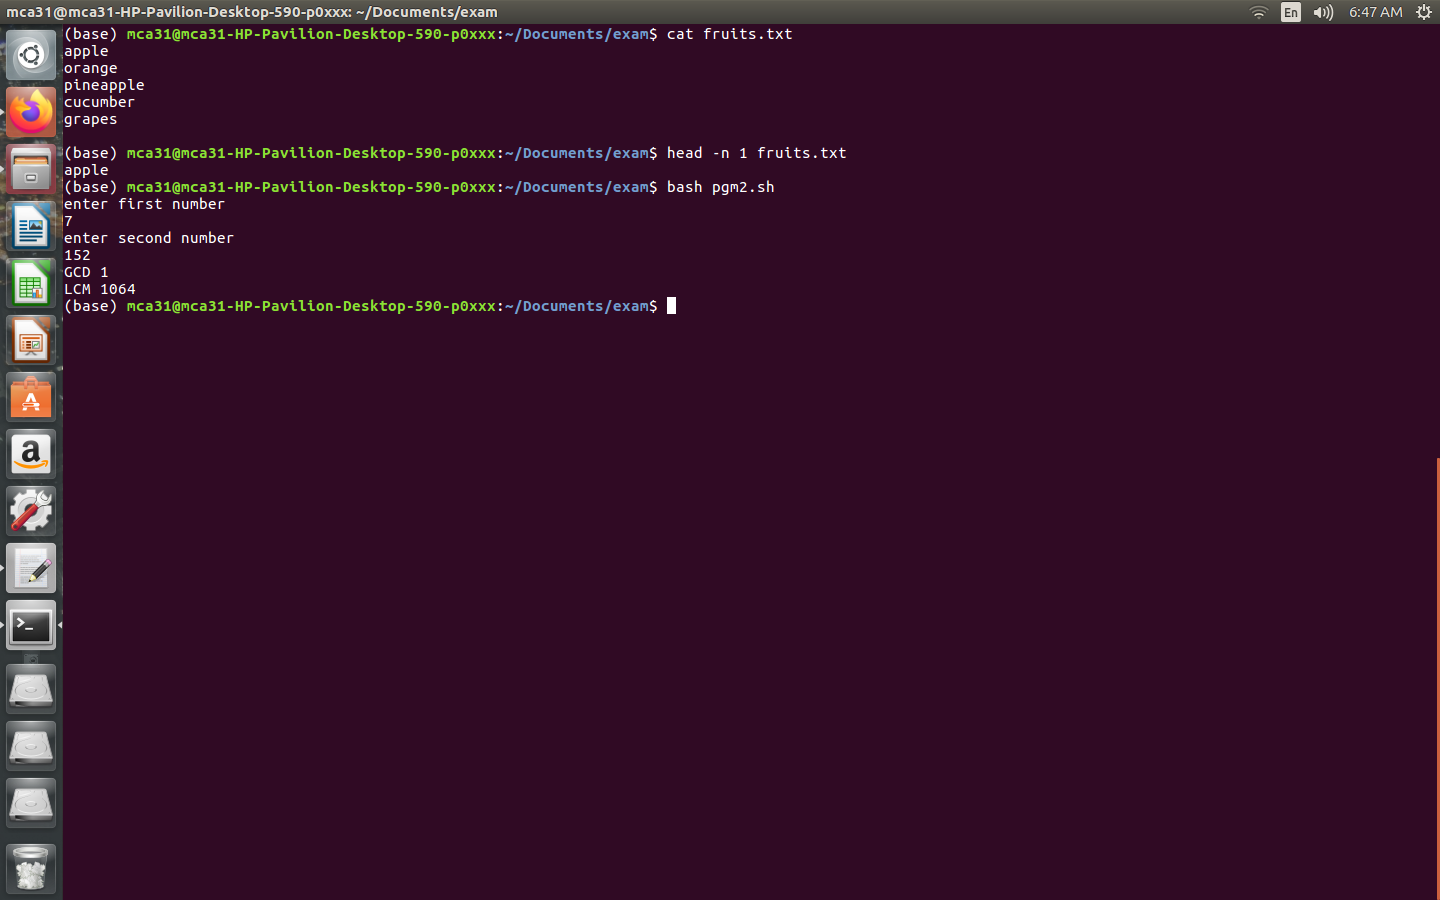 mca31@mca31-HP-Pavilion-Desktop-590-p0xxx: ~/Documents/exam
En
6:47 AM
(base) mca31@mca31-HP-Pavilion-Desktop-590-p0xxx:~/Documents/exam$ cat fruits.txt
apple
orange
pineapple
cucumber
grapes
(base) mca31@mca31-HP-Pavilion-Desktop-590-p0xxx:~/Documents/exam$ head -n 1 fruits.txt
apple
(base) mca31@mca31-HP-Pavilion-Desktop-590-p0xxx:~/Documents/exam$ bash pgm2.sh
enter first number
7
enter second number
152
GCD 1
LCM 1064
(base) mca31@mca31-HP-Pavilion-Desktop-590-p0xxx:~/Documents/exam$